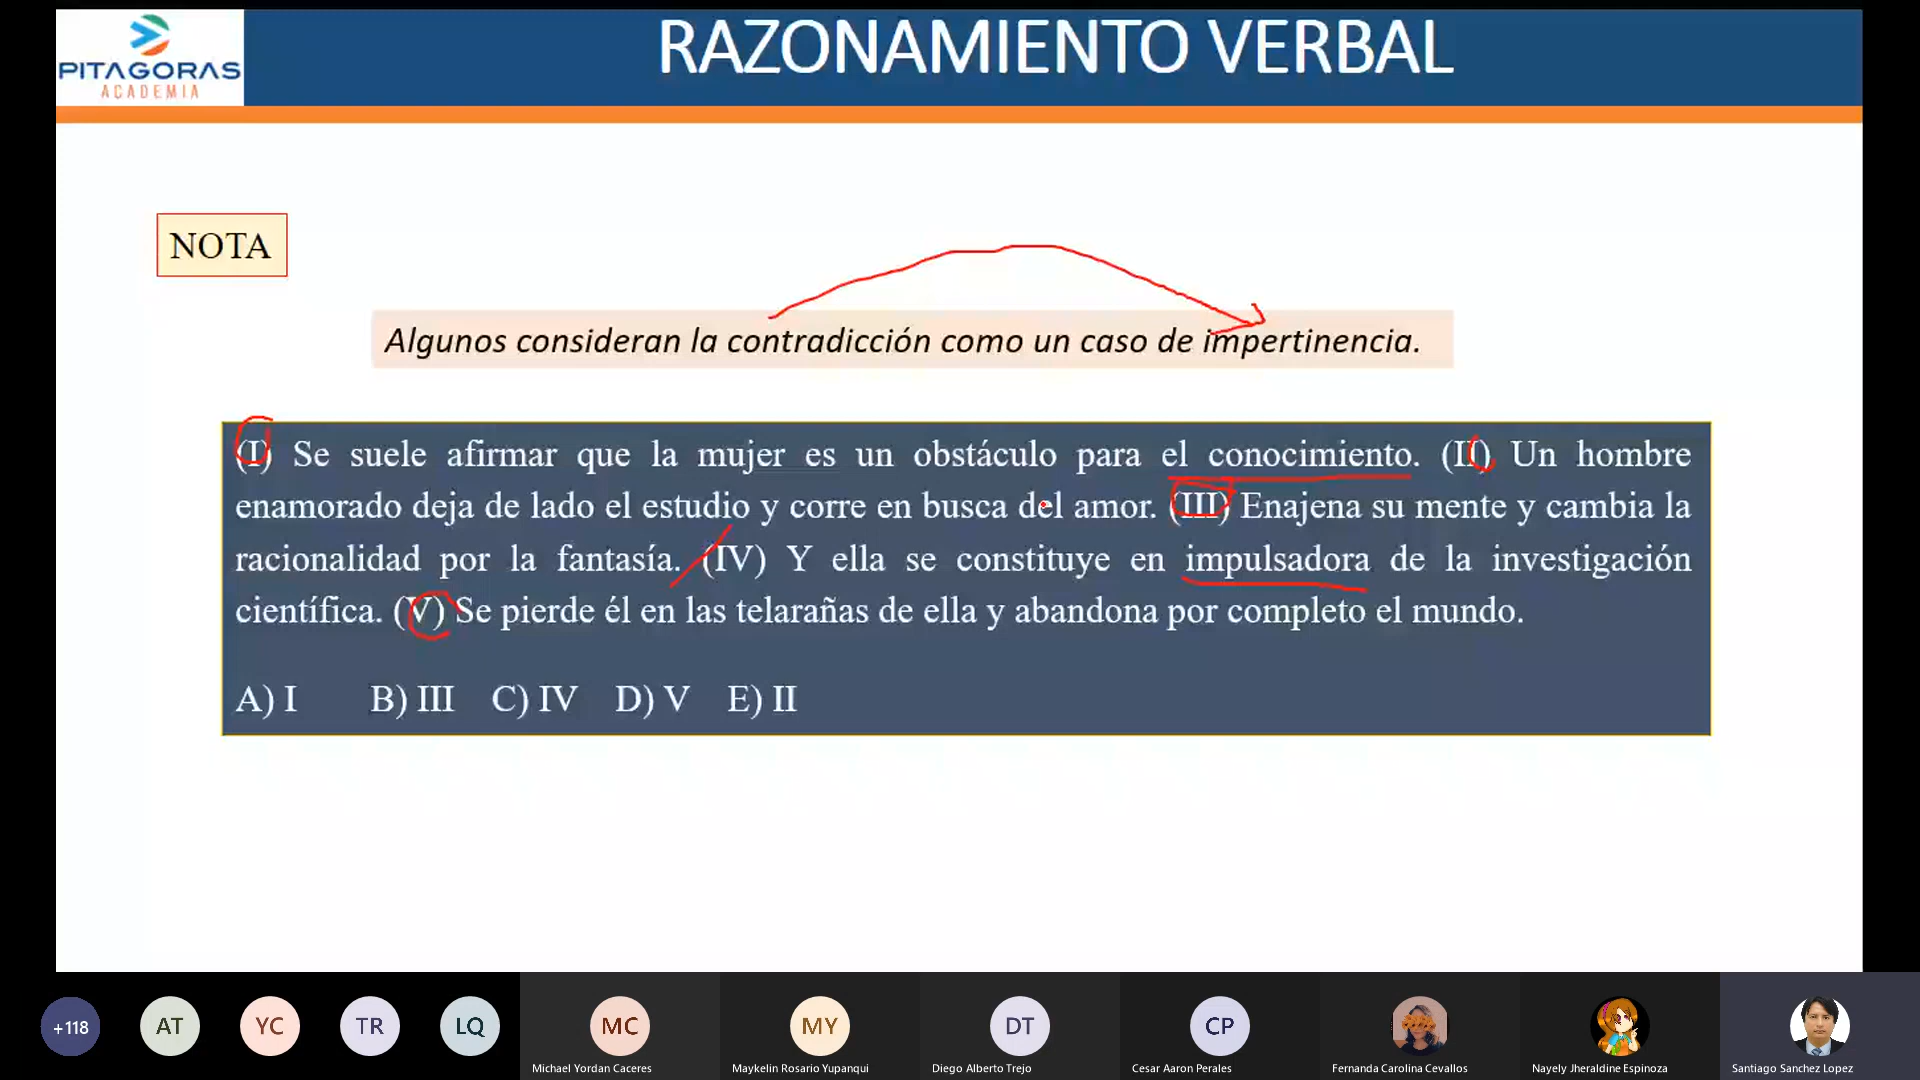 PITAGORAS
ACADEMIA
RAZONAMIENTO VERBAL
NOTA
Algunos consideran la contradicción como un caso de impertinencia.
(I) Se suele afirmar que la mujer es un obstáculo para el conocimiento. (II) Un hombre
enamorado deja de lado el estudio y corre en busca del amor. (III) Enajena su mente y cambia la
racionalidad por la fantasía. (IV) Y ella se constituye en impulsadora de la investigación
científica. (V) Se pierde él en las telarañas de ella y abandona por completo el mundo.
A) I B) III C) IV D) V E) II
+118 AT YC TR LQ MC MY DT CP
Michael Yordan Caceres Maykelin Rosario Yupanqui Diego Alberto Trejo Cesar Aaron Perales Fernanda Carolina Cevallos Nayely Jheraldine Espinoza Santiago Sanchez Lopez